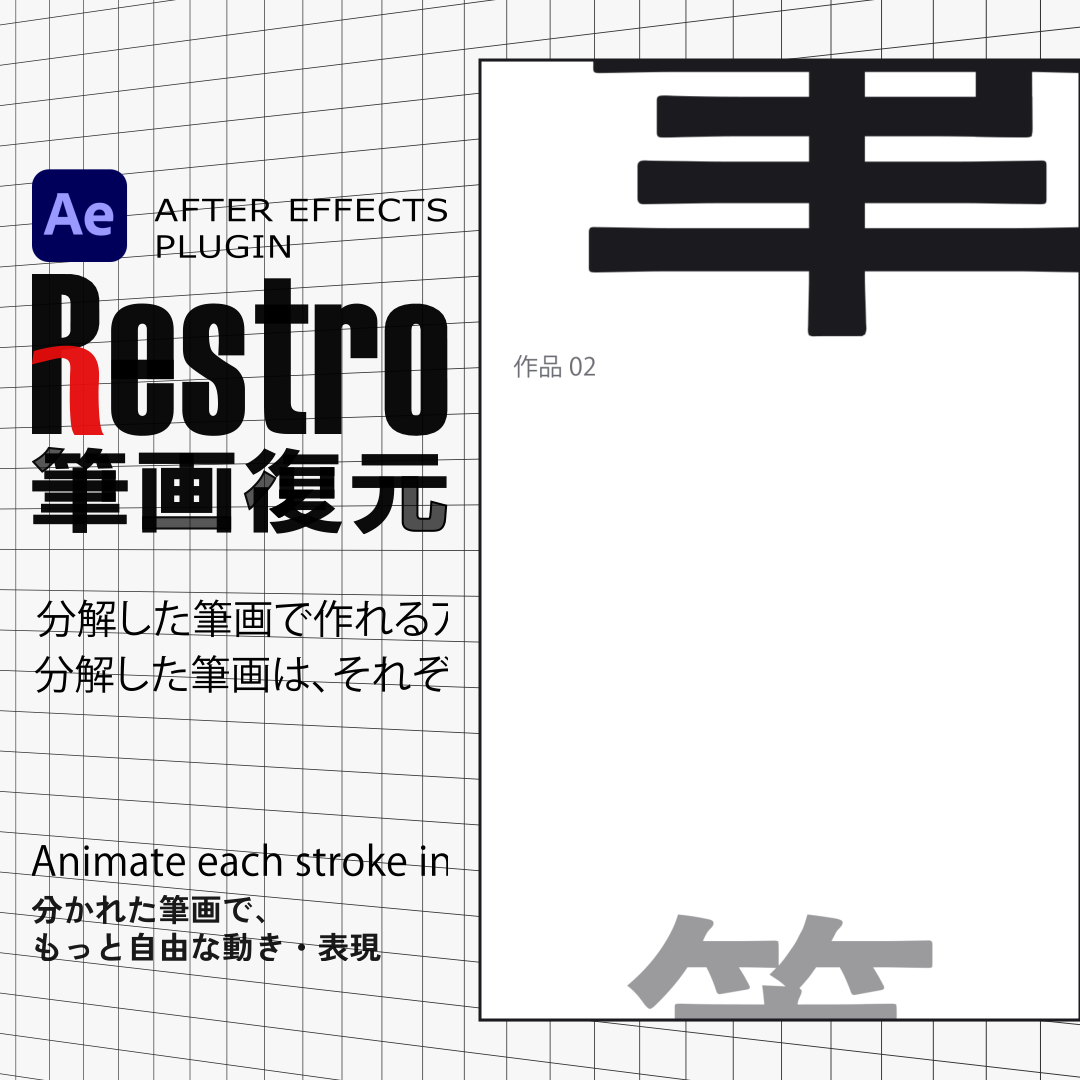 Ae
AFTER EFFECTS
PLUGIN
Restro
筆画復元
分解した筆画で作れる
分解した筆画は、それぞ
Animate each stroke in
分かれた筆画で、
もっと自由な動き・表現
作品 02